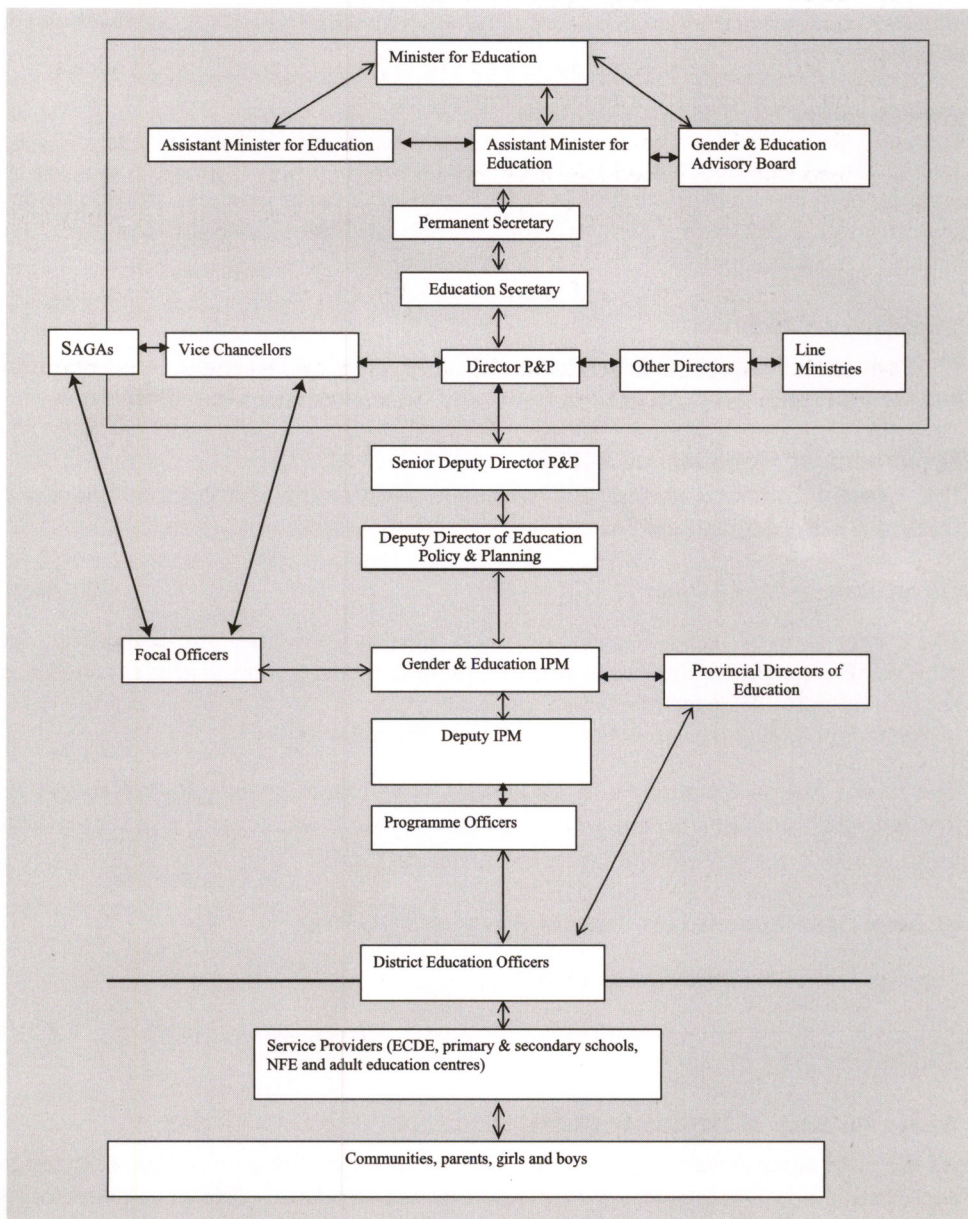 Minister for Education
Assistant Minister for Education
Assistant Minister for
Education
Gender & Education
Advisory Board
Permanent Secretary
Education Secretary
SAGAs
Vice Chancellors
Director P&P
Other Directors
Line
Ministries
Senior Deputy Director P&P
Deputy Director of Education
Policy & Planning
Focal Officers
Gender & Education IPM
Provincial Directors of
Education
Deputy IPM
Programme Officers
District Education Officers
Service Providers (ECDE, primary & secondary schools,
NFE and adult education centres)
Communities, parents, girls and boys